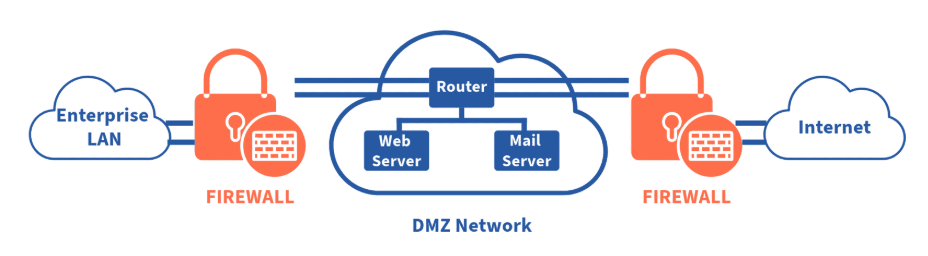 Enterprise
LAN
FIREWALL
Router
Web
Server
Mail
Server
DMZ Network
FIREWALL
Internet